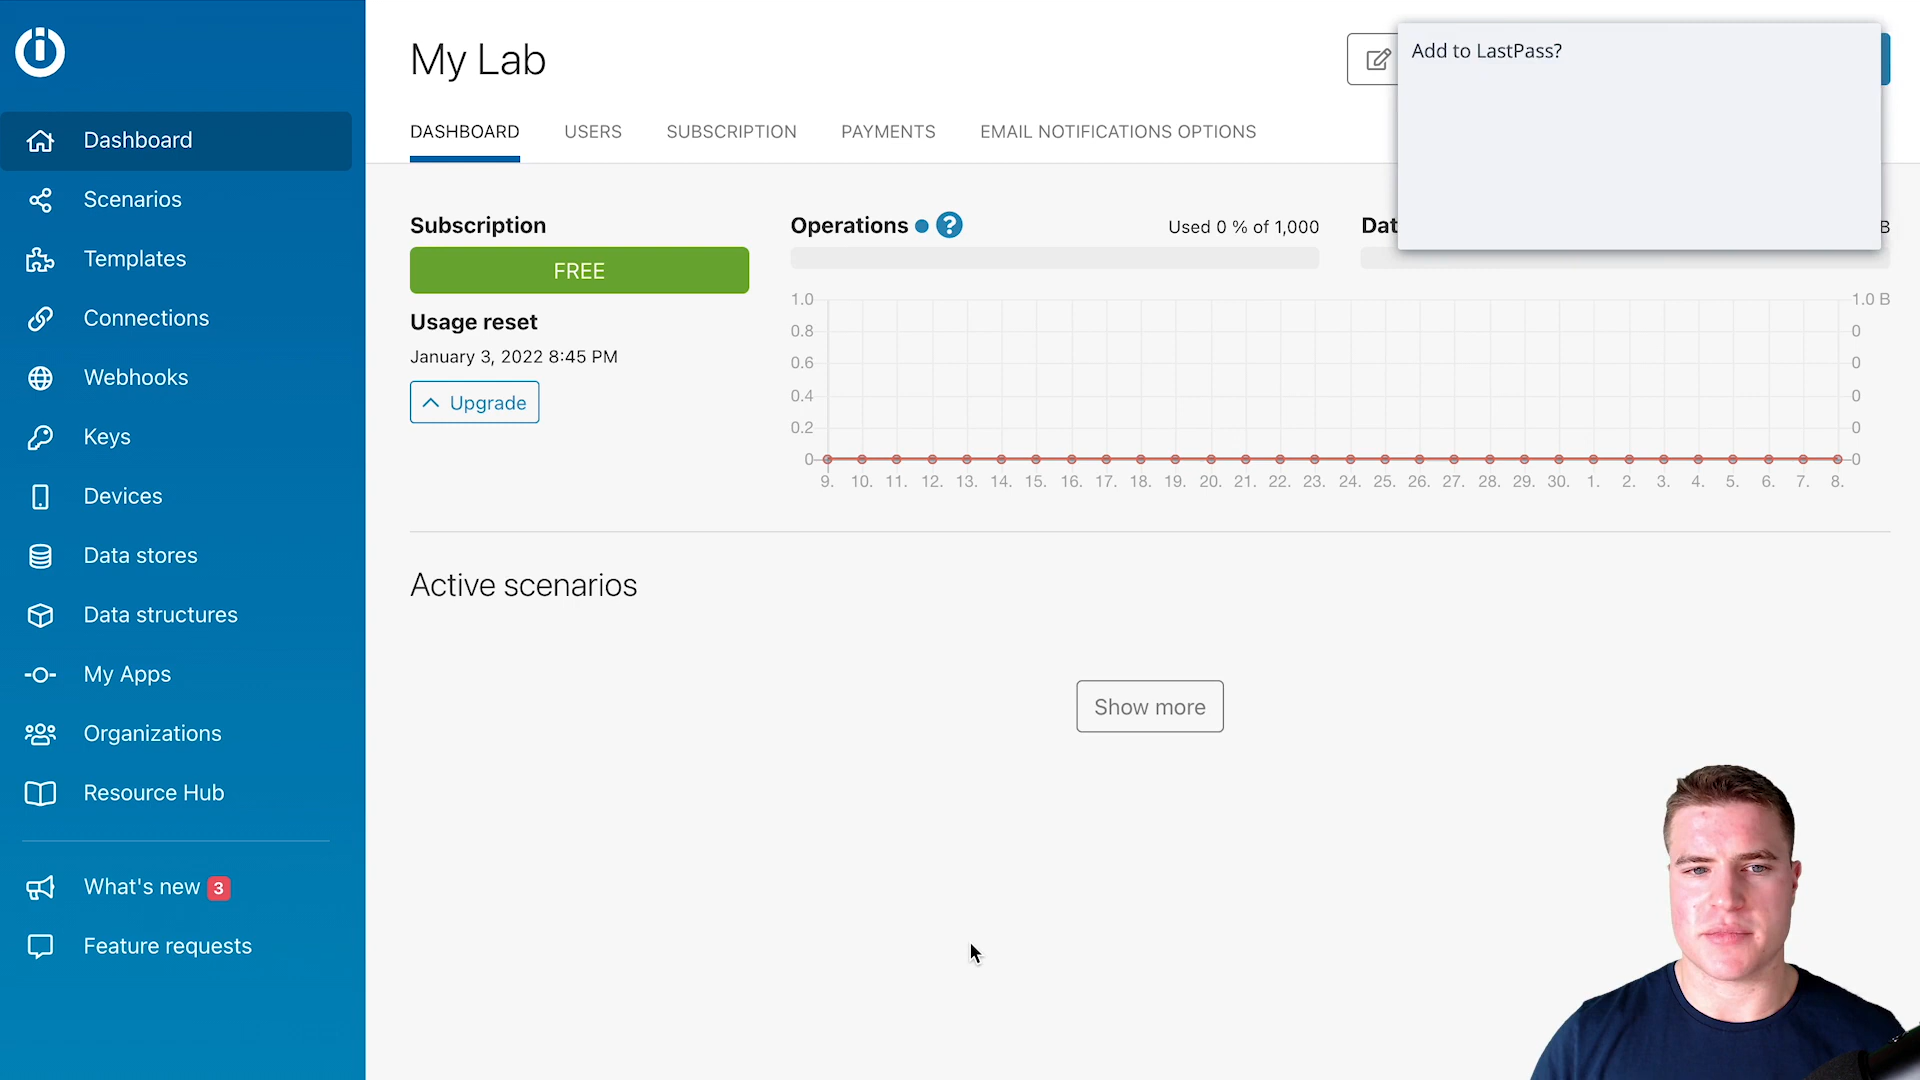 My Lab
Add to LastPass?
DASHBOARD USERS SUBSCRIPTION PAYMENTS EMAIL NOTIFICATIONS OPTIONS
Dashboard
Scenarios
Templates
Connections
Webhooks
Keys
Devices
Data stores
Data structures
My Apps
Organizations
Resource Hub
What's new 3
Feature requests
Subscription
FREE
Usage reset
January 3, 2022 8:45 PM
Upgrade
Operations ? Used 0 % of 1,000
Dat B
1.0 1.0 B
0.8 0
0.6 0
0.4 0
0.2 0
0 0
9. 10. 11. 12. 13. 14. 15. 16. 17. 18. 19. 20. 21. 22. 23. 24. 25. 26. 27. 28. 29. 30. 1. 2. 3. 4. 5. 6. 7. 8.
Active scenarios
Show more